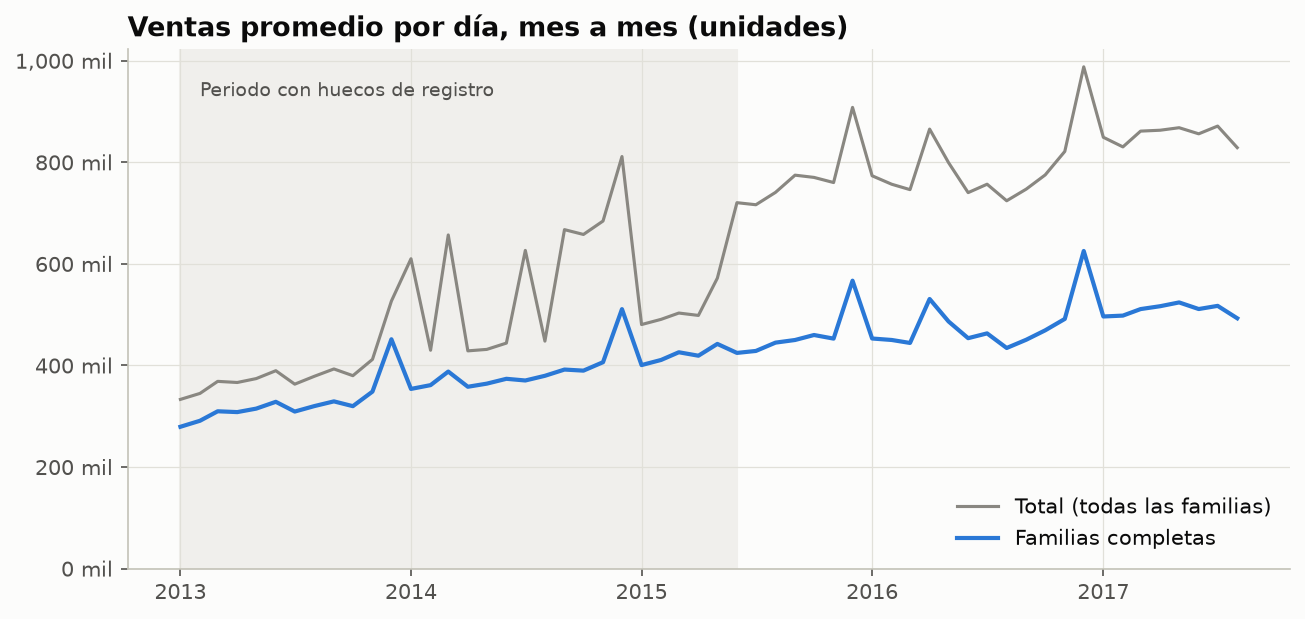 Ventas promedio por día, mes a mes (unidades)
1,000 mil
Periodo con huecos de registro
800 mil
600 mil
400 mil
200 mil
0 mil
Total (todas las familias)
Familias completas
2013
2014
2015
2016
2017